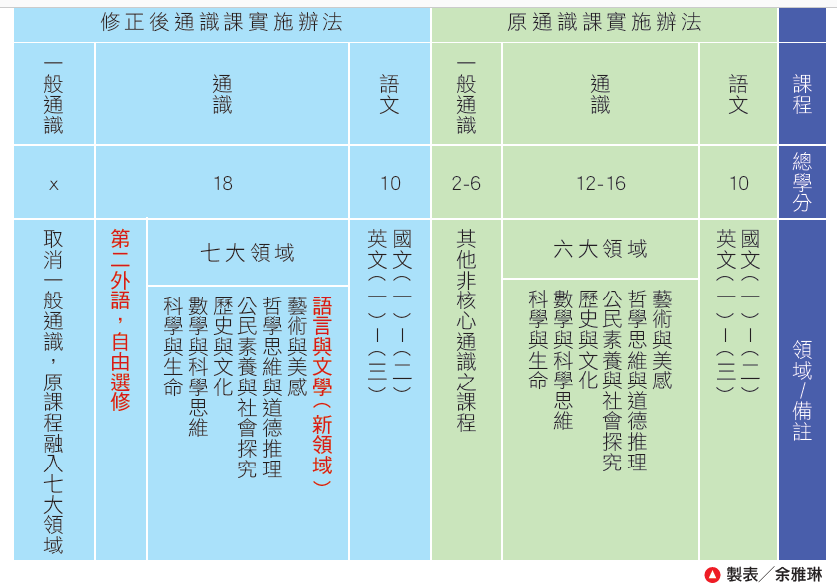 課程
總學分
領域/備註
原通識課實施辦法
語文
10
國文(一)-(二)
英文(一)-(三)
通識
12-16
六大領域
藝術與美感
哲學思維與道德推理
公民素養與社會探究
歷史與文化
數學與科學思維
科學與生命
一般通識
2-6
其他非核心通識之課程
修正後通識課實施辦法
語文
10
國文(一)-(二)
英文(一)-(三)
通識
18
七大領域
語言與文學(新領域)
藝術與美感
哲學思維與道德推理
公民素養與社會探究
歷史與文化
數學與科學思維
科學與生命
第二外語,自由選修
一般通識
x
取消一般通識,原課程融入七大領域
製表/余雅琳